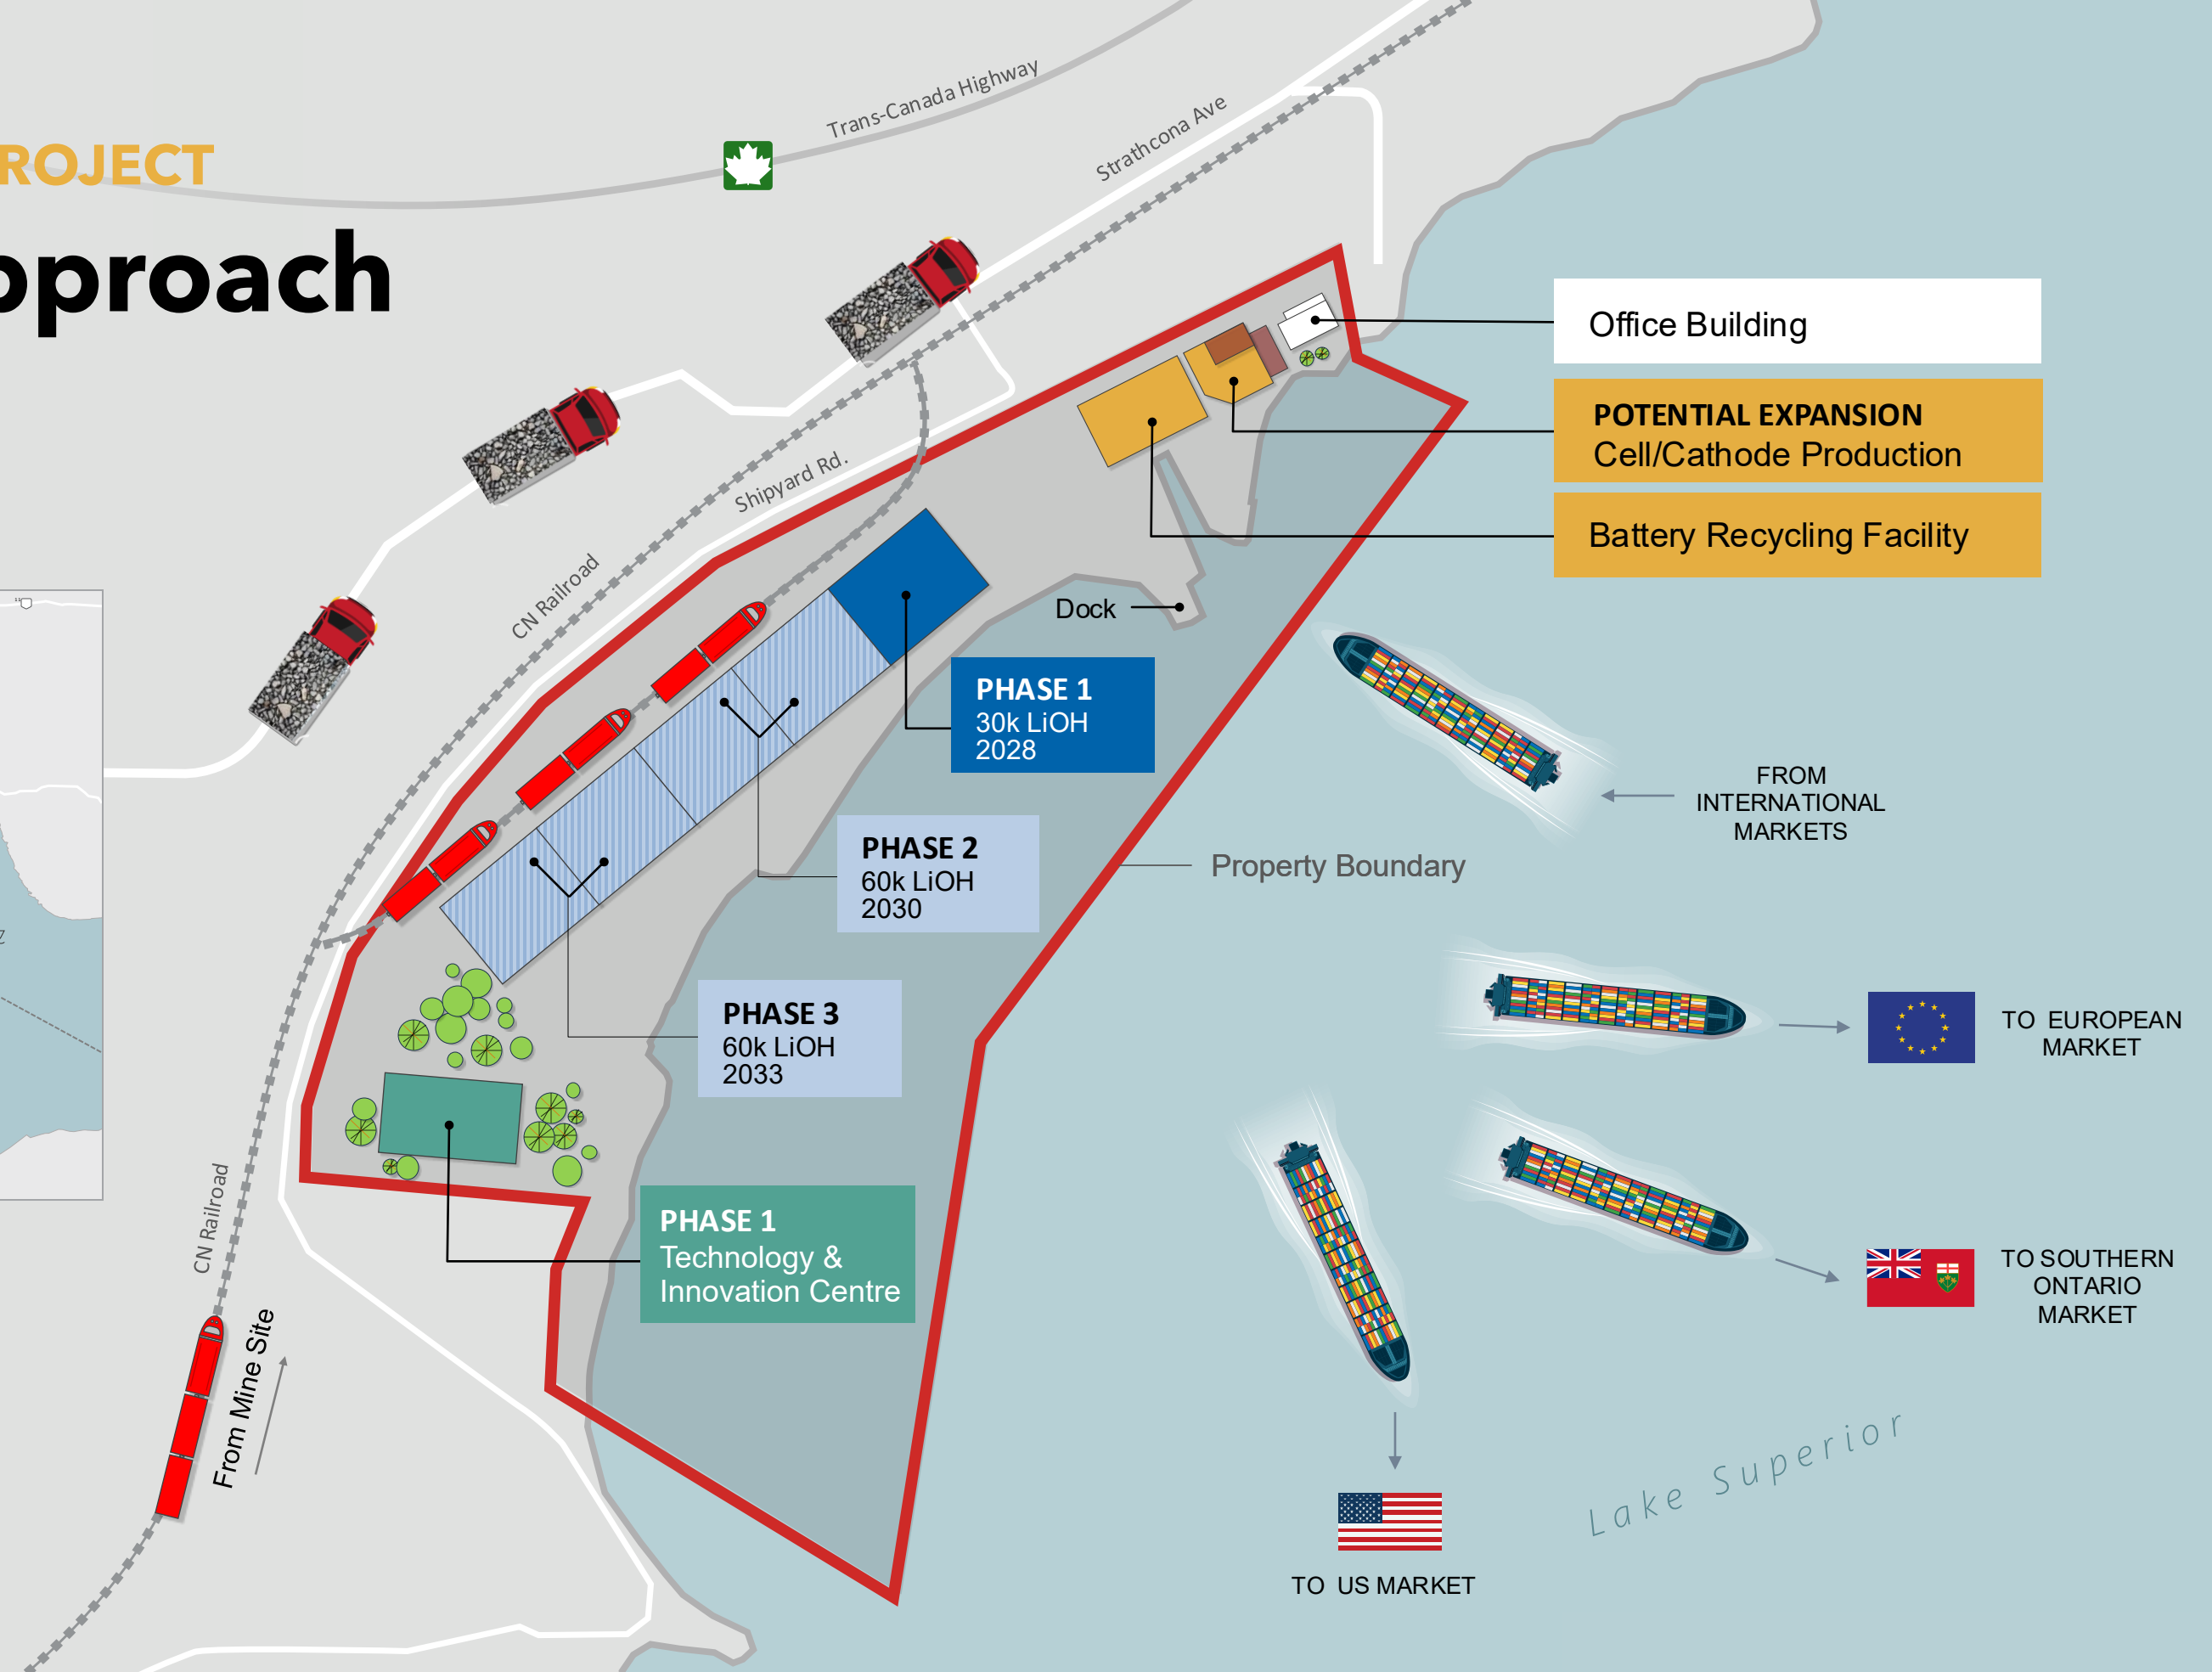 ROJECT
pproach
Trans-Canada Highway
Strathcona Ave
Office Building
POTENTIAL EXPANSION
Cell/Cathode Production
Battery Recycling Facility
Shipyard Rd.
CN Railroad
Dock
PHASE 1
30k LiOH
2028
FROM
INTERNATIONAL
MARKETS
PHASE 2
60k LiOH
2030
Property Boundary
PHASE 3
60k LiOH
2033
TO EUROPEAN
MARKET
PHASE 1
Technology &
Innovation Centre
TO SOUTHERN
ONTARIO
MARKET
CN Railroad
From Mine Site
Lake Superior
TO US MARKET